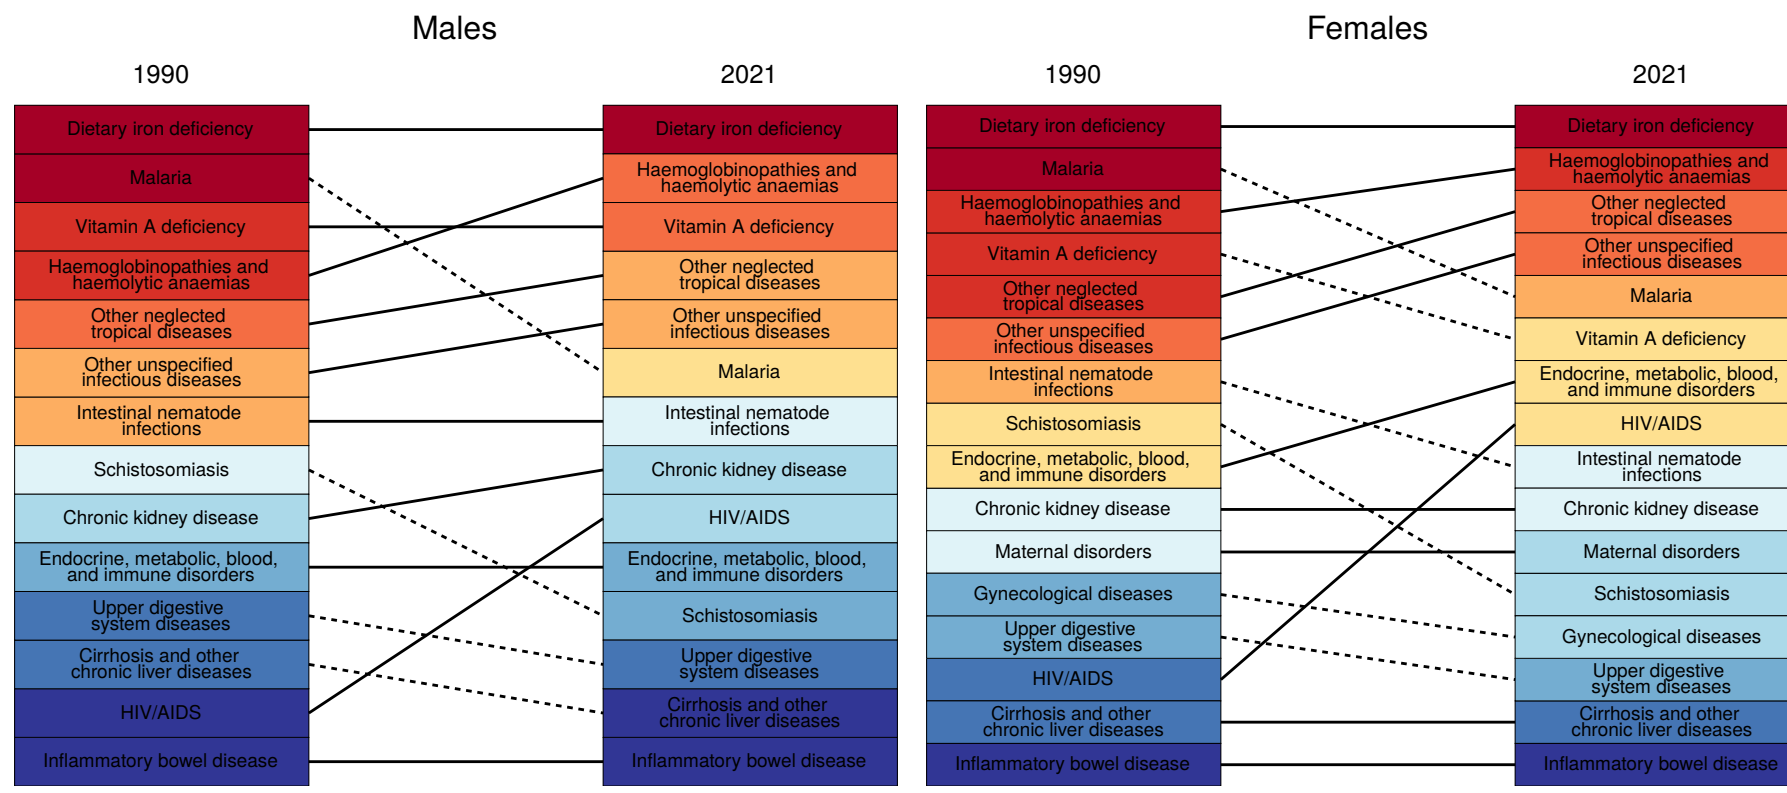 Males
1990
2021
Dietary iron deficiency
Malaria
Vitamin A deficiency
Haemoglobinopathies and
haemolytic anaemias
Other neglected
tropical diseases
Other unspecified
infectious diseases
Intestinal nematode
infections
Schistosomiasis
Chronic kidney disease
Endocrine, metabolic, blood,
and immune disorders
Upper digestive
system diseases
Cirrhosis and other
chronic liver diseases
HIV/AIDS
Inflammatory bowel disease
Dietary iron deficiency
Haemoglobinopathies and
haemolytic anaemias
Vitamin A deficiency
Other neglected
tropical diseases
Other unspecified
infectious diseases
Malaria
Intestinal nematode
infections
Chronic kidney disease
HIV/AIDS
Endocrine, metabolic, blood,
and immune disorders
Schistosomiasis
Upper digestive
system diseases
Cirrhosis and other
chronic liver diseases
Inflammatory bowel disease
Females
1990
2021
Dietary iron deficiency
Malaria
Haemoglobinopathies and
haemolytic anaemias
Vitamin A deficiency
Other neglected
tropical diseases
Other unspecified
infectious diseases
Intestinal nematode
infections
Schistosomiasis
Endocrine, metabolic, blood,
and immune disorders
Chronic kidney disease
Maternal disorders
Gynecological diseases
Upper digestive
system diseases
HIV/AIDS
Cirrhosis and other
chronic liver diseases
Inflammatory bowel disease
Dietary iron deficiency
Haemoglobinopathies and
haemolytic anaemias
Other neglected
tropical diseases
Other unspecified
infectious diseases
Malaria
Vitamin A deficiency
Endocrine, metabolic, blood,
and immune disorders
HIV/AIDS
Intestinal nematode
infections
Chronic kidney disease
Maternal disorders
Schistosomiasis
Gynecological diseases
Upper digestive
system diseases
Cirrhosis and other
chronic liver diseases
Inflammatory bowel disease